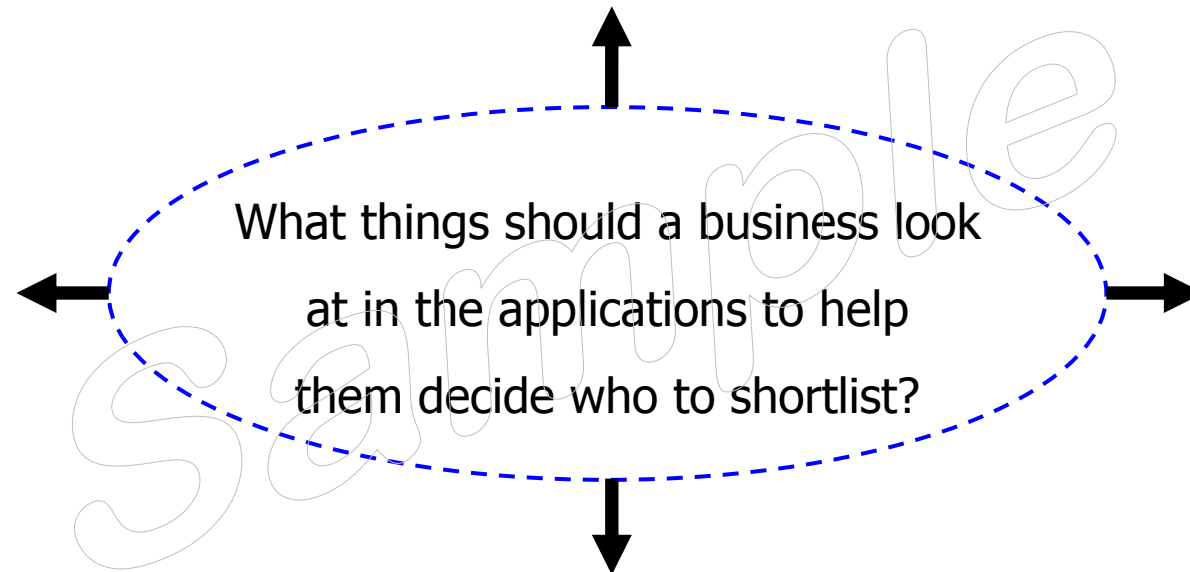 What things should a business look
at in the applications to help
them decide who to shortlist?
Sample